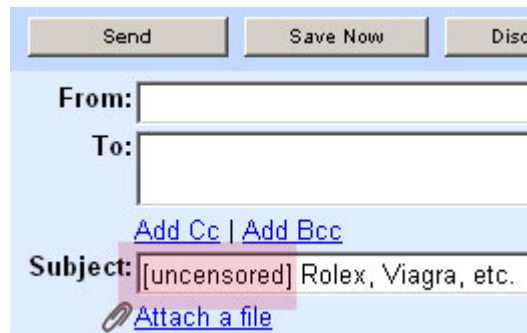 Send Save Now Disc
From:
To:
Add Cc | Add Bcc
Subject: [uncensored] Rolex, Viagra, etc.
Attach a file